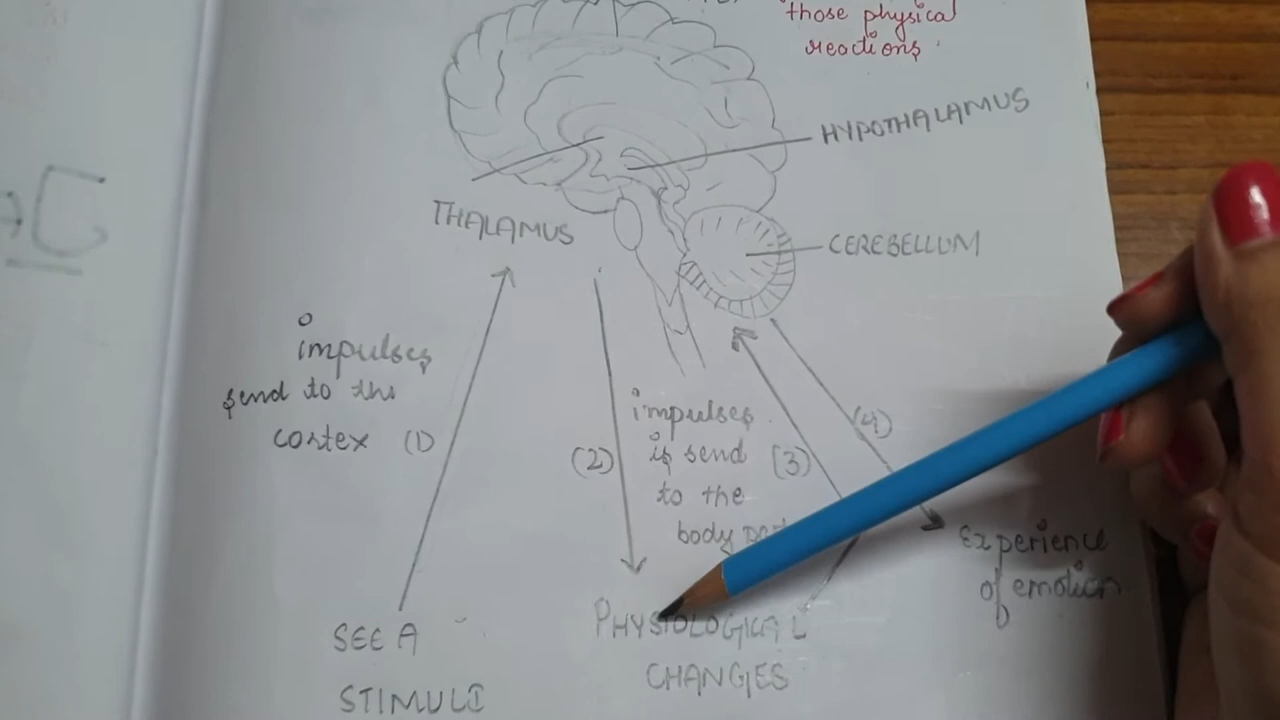 those physical
reactions.
HYPOTHALAMUS
THALAMUS
CEREBELLUM
impulses
send to the
cortex (1)
(2)
impulses
is send
to the
body
(3)
(4)
Experience
of emotion
SEE A
STIMULI
PHYSIOLOGICAL
CHANGES